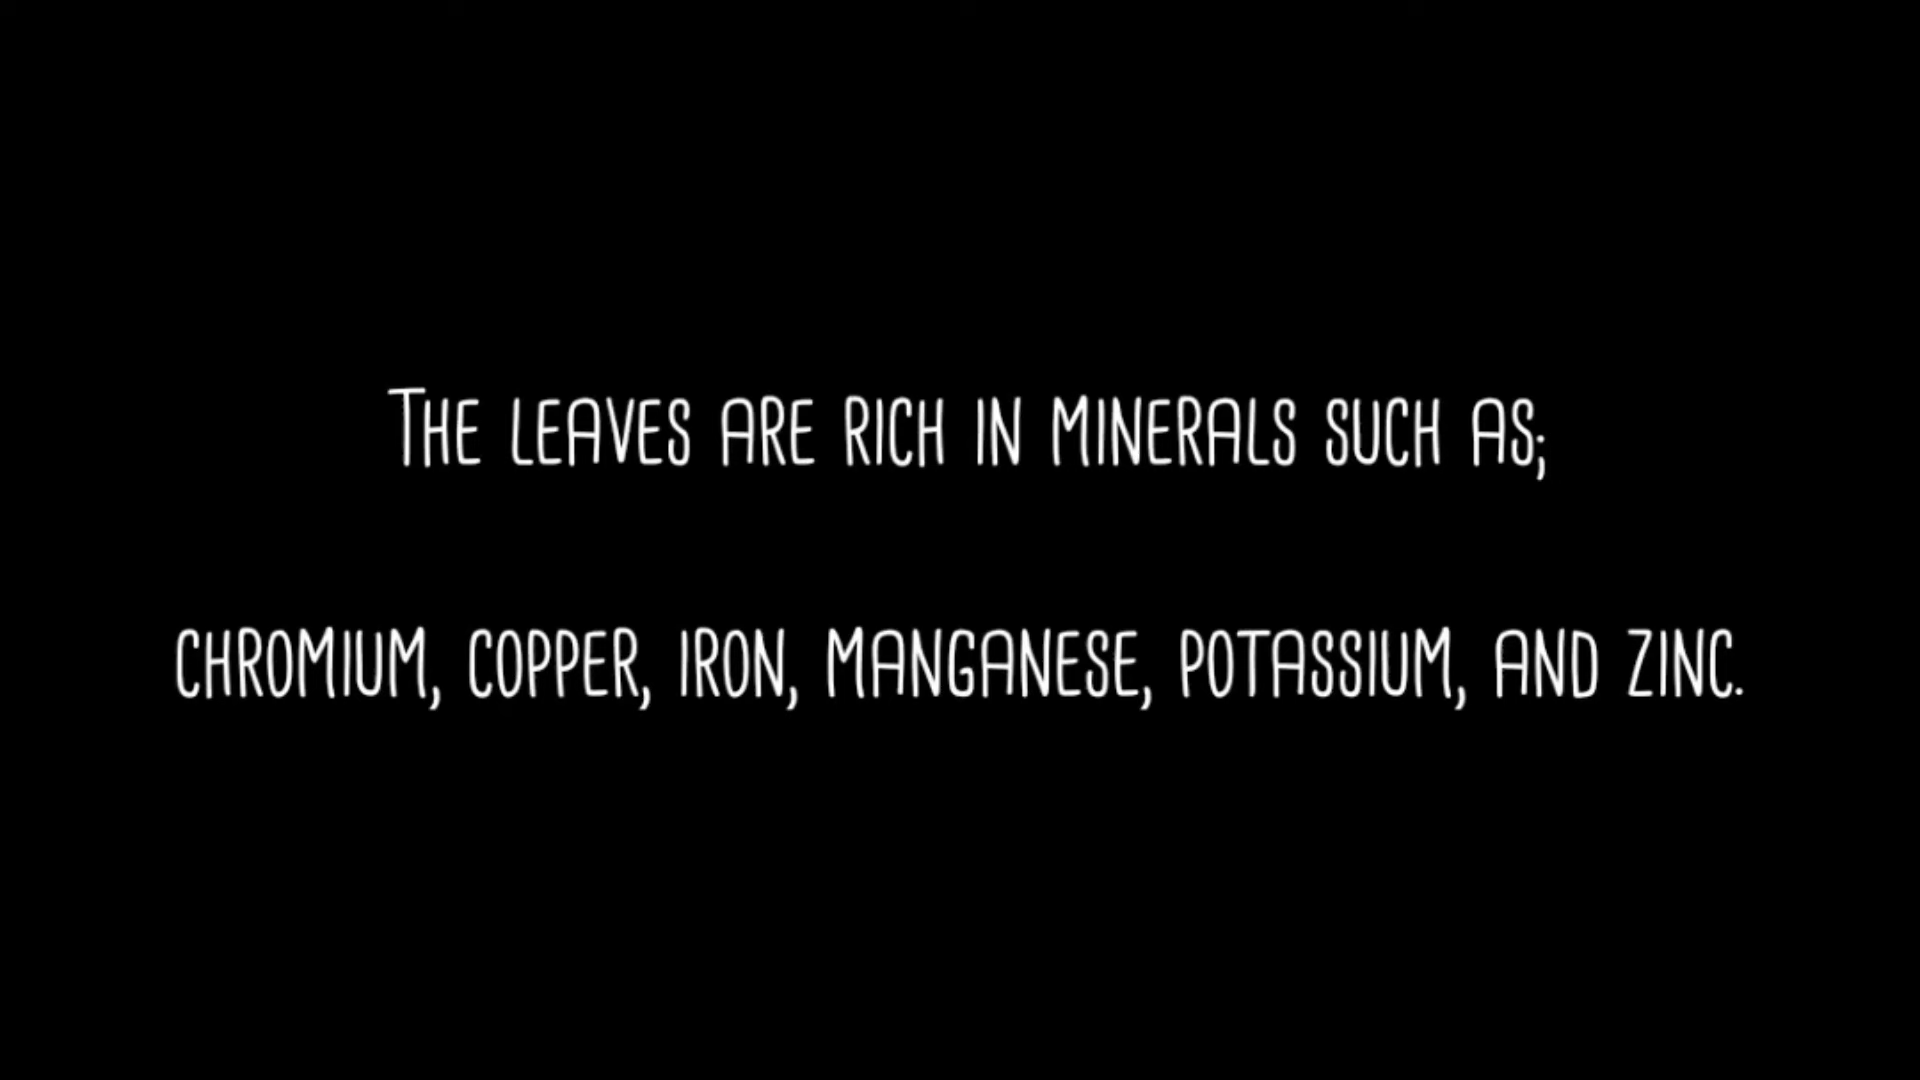 The leaves are rich in minerals such as;
chromium, copper, iron, manganese, potassium, and zinc.